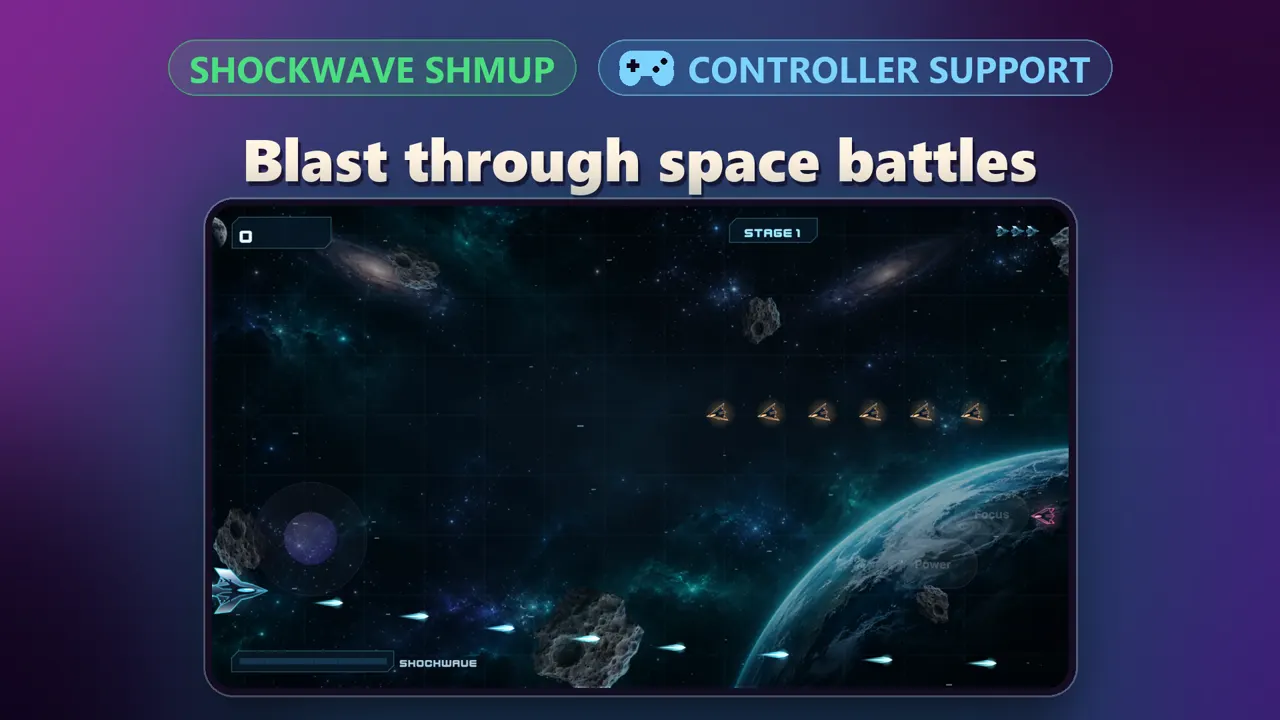 SHOCKWAVE SHMUP
CONTROLLER SUPPORT
Blast through space battles
0
STAGE 1
Focus
Power
SHOCKWAVE